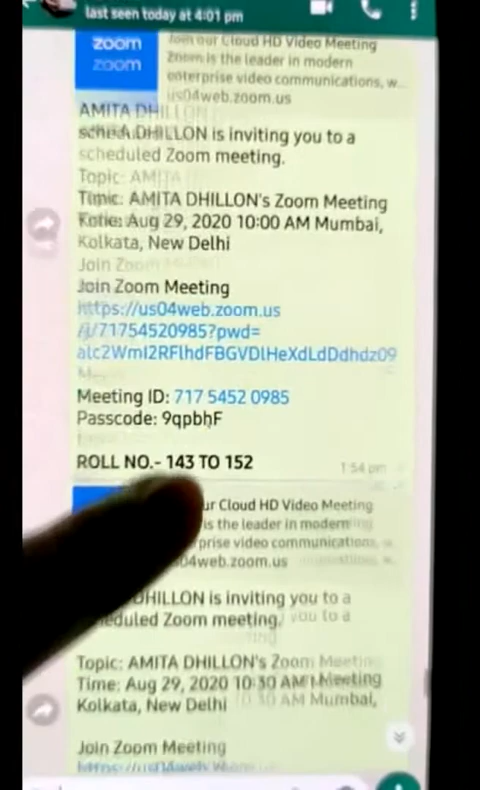 last seen today at 4:01 pm
zoom
zoom
Join our Cloud HD Video Meeting
Zoom is the leader in modern
enterprise video communications, w...
us04web.zoom.us
AMITA DHILLON
DHILLON is inviting you to a
scheduled Zoom meeting.
Topic: AMITA
AMITA DHILLON's Zoom Meeting
Aug 29, 2020 10:00 AM Mumbai,
Kolkata, New Delhi
Join Zoom
Join Zoom Meeting
https://us04web.zoom.us
/j/71754520985?pwd=
Meeting ID: 717 5452 0985
Passcode: 9qpbhF
ROLL NO.- 143 TO 152
1:54 pm
ur Cloud HD Video Meeting
is the leader in modern
prise video communications,
04web.zoom.us
DHILLON is inviting you to a
eduled Zoom meeting.
Topic: AMITA DHILLON's Zoom Meeting
Time: Aug 29, 2020 10:30 AM Mumbai,
Kolkata, New Delhi
Join Zoom Meeting